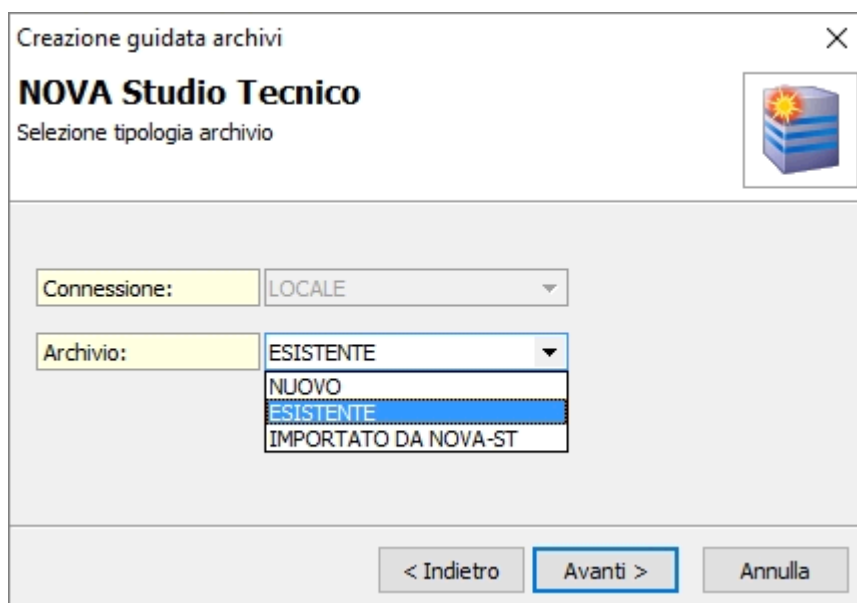 Creazione guidata archivi
NOVA Studio Tecnico
Selezione tipologia archivio
Connessione: LOCALE
Archivio: ESISTENTE
NUOVO
ESISTENTE
IMPORTATO DA NOVA-ST
< Indietro Avanti > Annulla